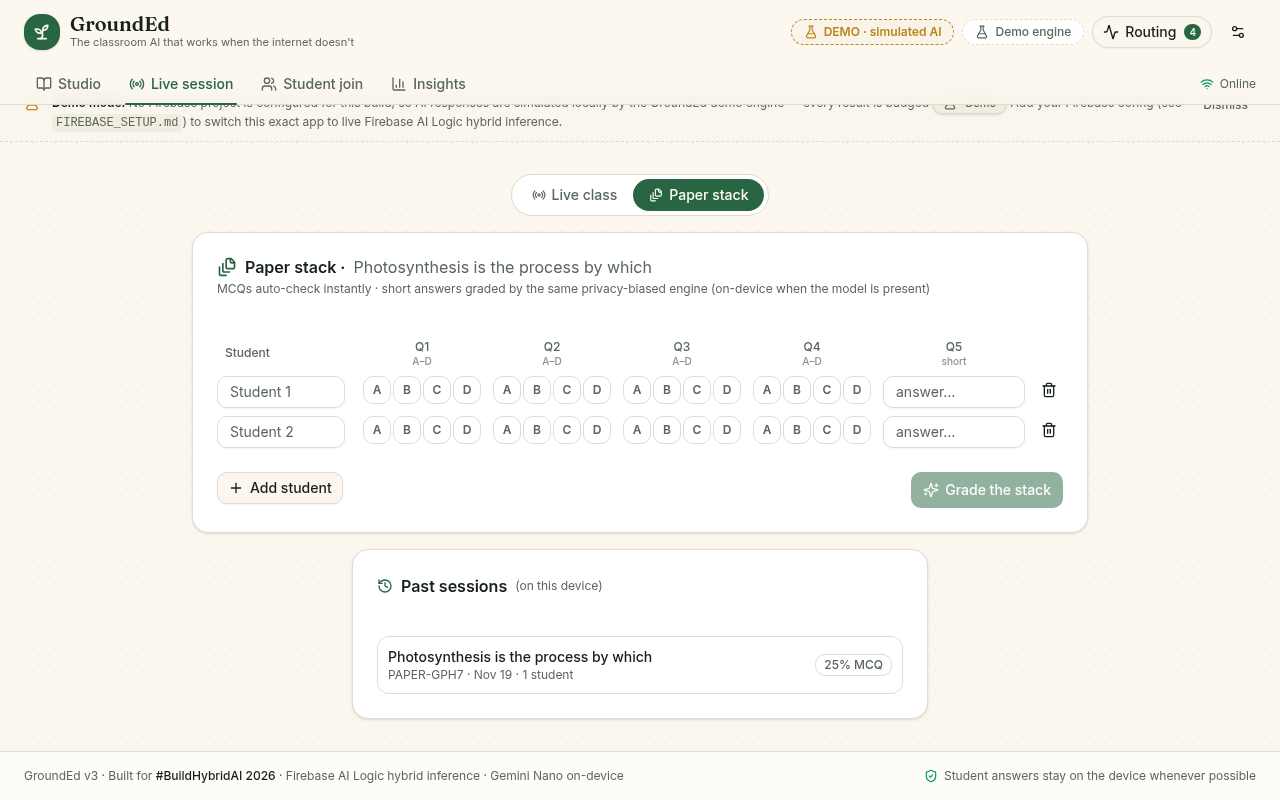 GroundEd
The classroom AI that works when the internet doesn't
DEMO · simulated AI
Demo engine
Routing 4
Studio
Live session
Student join
Insights
Online
Dismiss
FIREBASE_SETUP.md ) to switch this exact app to live Firebase AI Logic hybrid inference.
Live class
Paper stack
Paper stack · Photosynthesis is the process by which
MCQs auto-check instantly · short answers graded by the same privacy-biased engine (on-device when the model is present)
Student Q1 Q2 Q3 Q4 Q5
A–D A–D A–D A–D short
Student 1 A B C D A B C D A B C D A B C D answer...
Student 2 A B C D A B C D A B C D A B C D answer...
Add student
Grade the stack
Past sessions (on this device)
Photosynthesis is the process by which
PAPER-GPH7 · Nov 19 · 1 student
25% MCQ
GroundEd v3 · Built for #BuildHybridAI 2026 · Firebase AI Logic hybrid inference · Gemini Nano on-device
Student answers stay on the device whenever possible